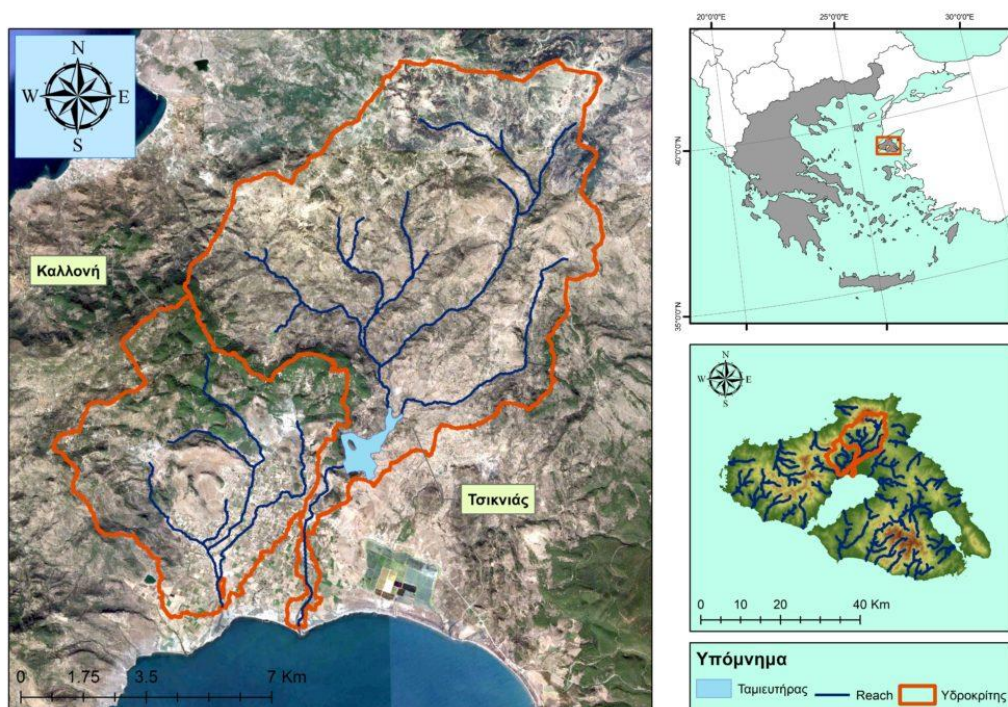 N
W E
S
Καλλονή
Τσικνιάς
0 1.75 3.5 7 Km
20°0'0"E 25°0'0"E 30°0'0"E
40°0'0"N
35°0'0"N
N
W E
S
0 10 20 40 Km
Υπόμνημα
Ταμιευτήρας Reach Υδροκρίτης